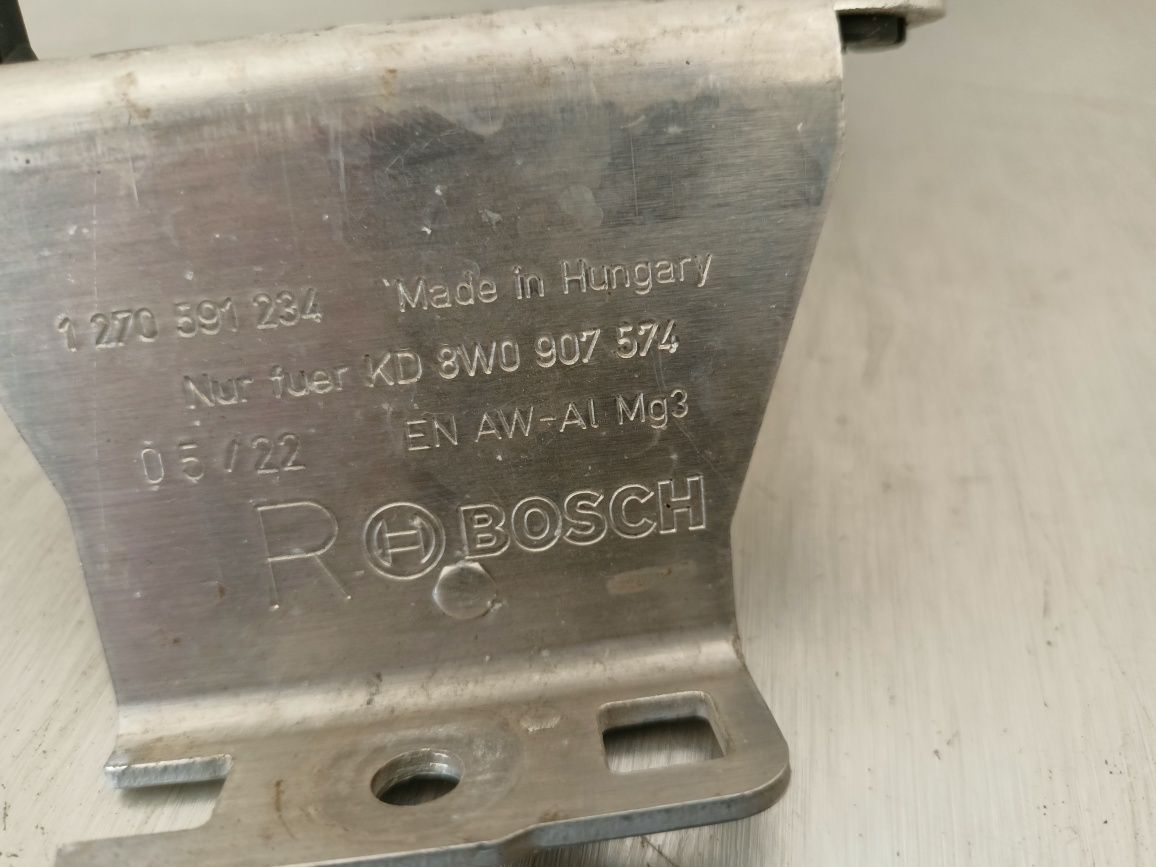 1 270 591 234 Made in Hungary
Nur fuer KD 8W0 907 574
05/22 EN AW-Al Mg3
R BOSCH